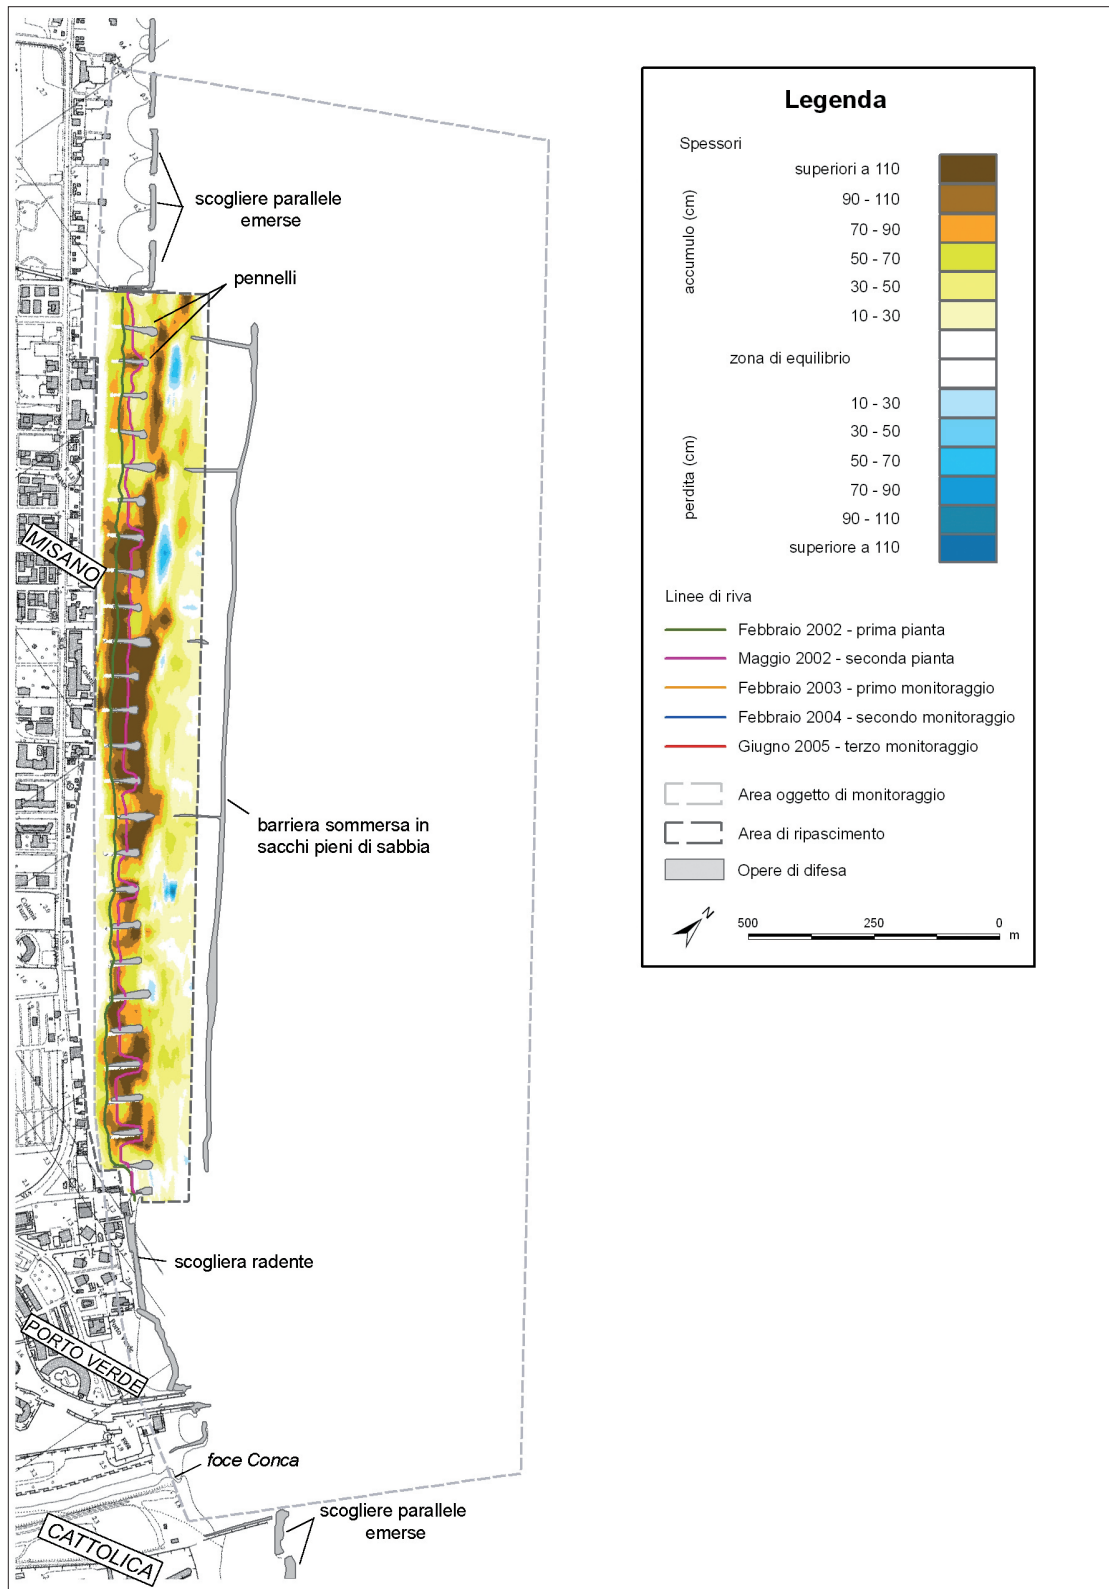 scogliere parallele
emerse
pennelli
MISANO
barriera sommersa in
sacchi pieni di sabbia
scogliera radente
PORTO VERDE
foce Conca
scogliere parallele
emerse
CATTOLICA
Legenda
Spessori
accumulo (cm)
superiori a 110
90 - 110
70 - 90
50 - 70
30 - 50
10 - 30
zona di equilibrio
perdita (cm)
10 - 30
30 - 50
50 - 70
70 - 90
90 - 110
superiore a 110
Linee di riva
Febbraio 2002 - prima pianta
Maggio 2002 - seconda pianta
Febbraio 2003 - primo monitoraggio
Febbraio 2004 - secondo monitoraggio
Giugno 2005 - terzo monitoraggio
Area oggetto di monitoraggio
Area di ripascimento
Opere di difesa
N
500 250 0 m